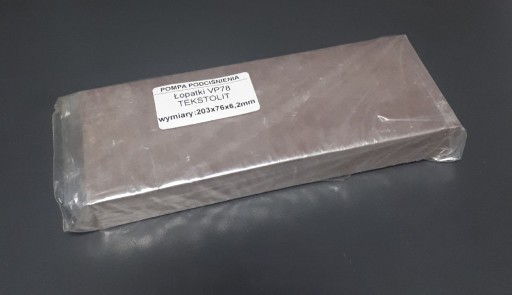 POMPA PODCIŚNIENIA
Łopatki VP78
TEKSTOLIT
wymiary:203x76x6,2mm